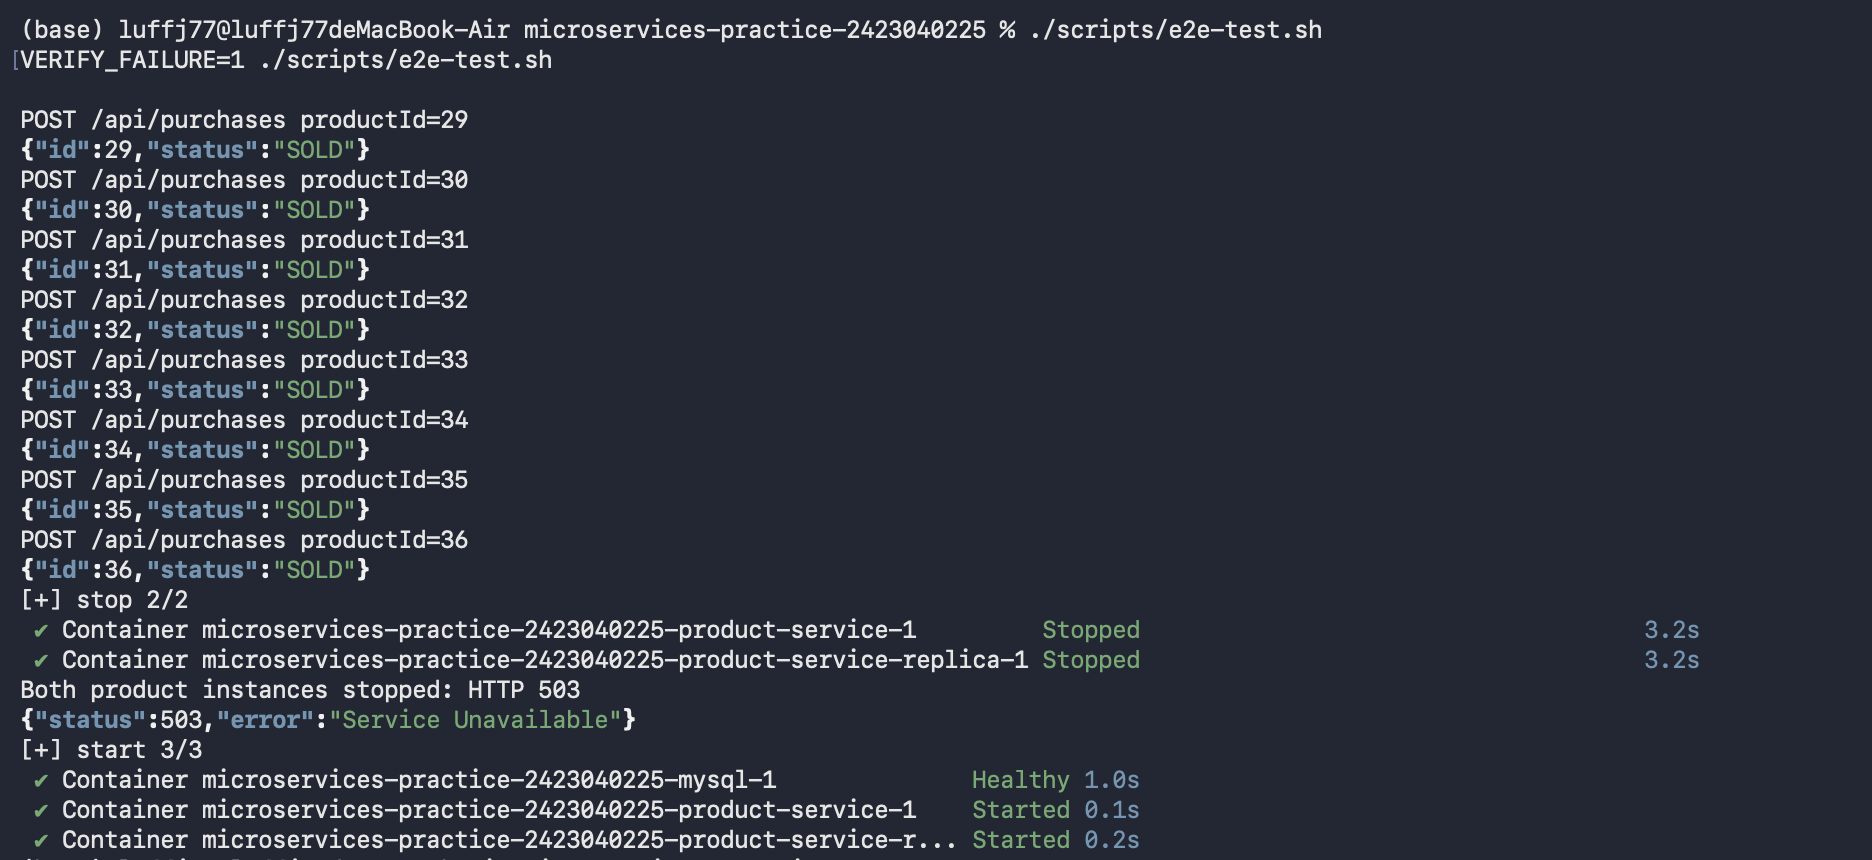 (base) luffj77@luffj77deMacBook-Air microservices-practice-2423040225 % ./scripts/e2e-test.sh
[VERIFY_FAILURE=1 ./scripts/e2e-test.sh
POST /api/purchases productId=29
{"id":29,"status":"SOLD"}
POST /api/purchases productId=30
{"id":30,"status":"SOLD"}
POST /api/purchases productId=31
{"id":31,"status":"SOLD"}
POST /api/purchases productId=32
{"id":32,"status":"SOLD"}
POST /api/purchases productId=33
{"id":33,"status":"SOLD"}
POST /api/purchases productId=34
{"id":34,"status":"SOLD"}
POST /api/purchases productId=35
{"id":35,"status":"SOLD"}
POST /api/purchases productId=36
{"id":36,"status":"SOLD"}
[+] stop 2/2
✔ Container microservices-practice-2423040225-product-service-1 Stopped 3.2s
✔ Container microservices-practice-2423040225-product-service-replica-1 Stopped 3.2s
Both product instances stopped: HTTP 503
{"status":503,"error":"Service Unavailable"}
[+] start 3/3
✔ Container microservices-practice-2423040225-mysql-1 Healthy 1.0s
✔ Container microservices-practice-2423040225-product-service-1 Started 0.1s
✔ Container microservices-practice-2423040225-product-service-r... Started 0.2s